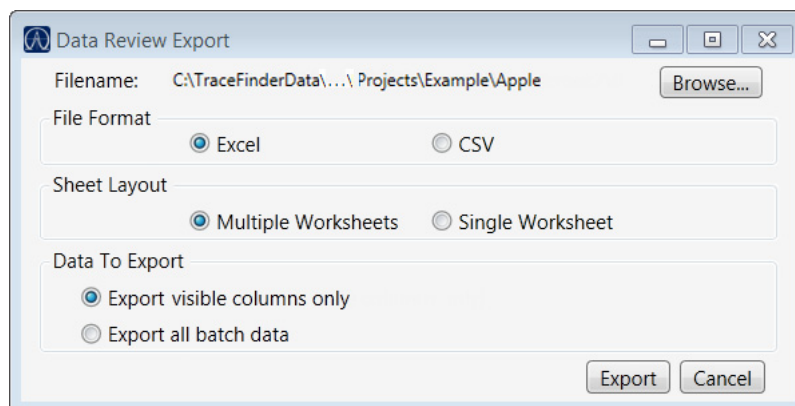 Data Review Export
Filename: C:\TraceFinderData\...\ Projects\Example\Apple Browse...
File Format
Excel CSV
Sheet Layout
Multiple Worksheets Single Worksheet
Data To Export
Export visible columns only
Export all batch data
Export Cancel